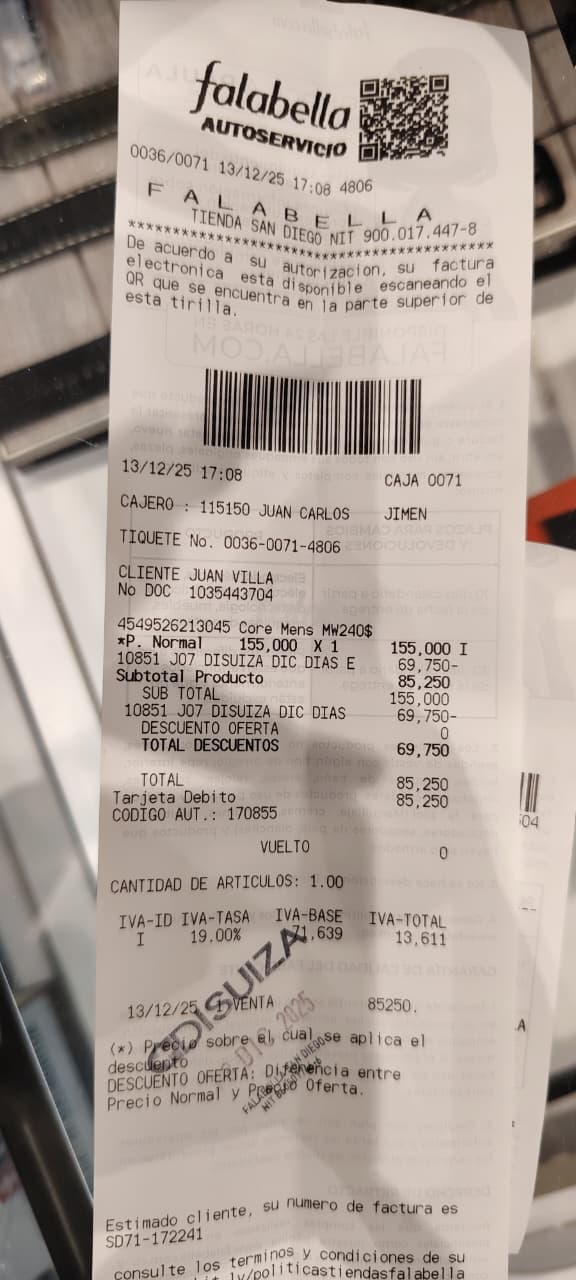 falabella
AUTOSERVICIO
0036/0071 13/12/25 17:08 4806
F A L A B E L L A
TIENDA SAN DIEGO NIT 900.017.447-8
****************************************
De acuerdo a su autorizacion, su factura
electronica esta disponible escaneando el
QR que se encuentra en la parte superior de
esta tirilla.
13/12/25 17:08 CAJA 0071
CAJERO : 115150 JUAN CARLOS JIMEN
TIQUETE No. 0036-0071-4806
CLIENTE JUAN VILLA
No DOC 1035443704
4549526213045 Core Mens MW240$
*P. Normal 155,000 X 1 155,000 I
10851 J07 DISUIZA DIC DIAS E 69,750-
Subtotal Producto 85,250
SUB TOTAL 155,000
10851 J07 DISUIZA DIC DIAS 69,750-
DESCUENTO OFERTA 0
TOTAL DESCUENTOS 69,750
TOTAL 85,250
Tarjeta Debito 85,250
CODIGO AUT.: 170855
VUELTO 0
CANTIDAD DE ARTICULOS: 1.00
IVA-ID IVA-TASA IVA-BASE IVA-TOTAL
I 19.00% 71,639 13,611
DISUIZA
13/12/25 VENTA 85250.
DIC 2025
(*) Precio sobre el cual se aplica el
descuento
DESCUENTO OFERTA: Diferencia entre
Precio Normal y Precio Oferta.
FALABELLA SAN DIEGO
Estimado cliente, su numero de factura es
SD71-172241
consulte los terminos y condiciones de su
ly/politicastiendasfalabella